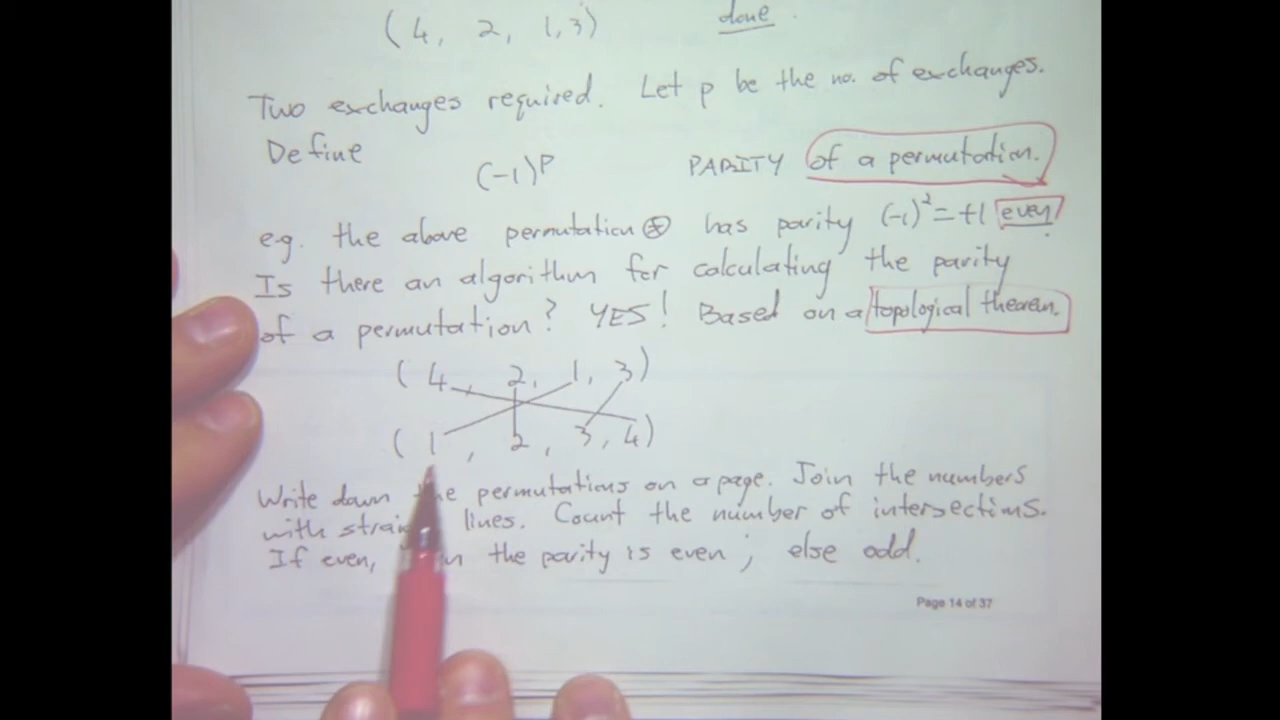 (4, 2, 1,3) done.
Two exchanges required. Let p be the no. of exchanges.
Define
(-1)^p PARITY of a permutation.
e.g. the above permutation ⊛ has parity (-1)² = +1 even
Is there an algorithm for calculating the parity
of a permutation? YES! Based on a topological theorem.
( 4, 2, 1, 3 )
( 1, 2, 3, 4 )
Write down the permutations on a page. Join the numbers
with lines. Count the number of intersections.
If even, the parity is even; else odd.
Page 14 of 37